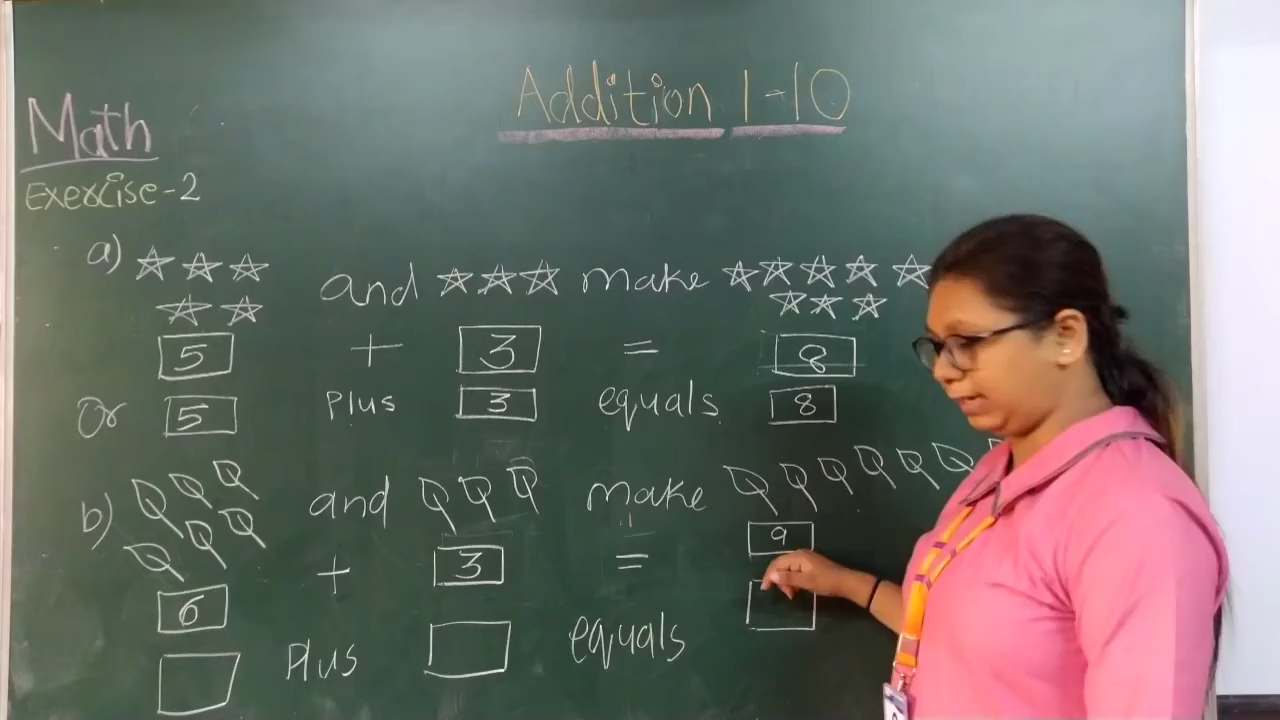 Addition 1-10
Math
Exercise-2
a) and make
5 + 3 = 8
Or 5 Plus 3 equals 8
b) and make
6 + 3 = 9
Plus equals